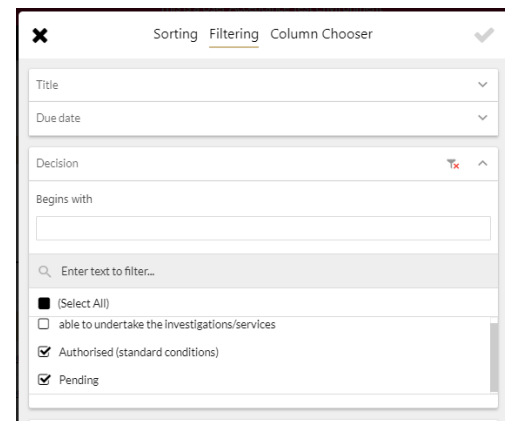 Sorting Filtering Column Chooser
Title
Due date
Decision
Begins with
Enter text to filter...
(Select All)
able to undertake the investigations/services
Authorised (standard conditions)
Pending